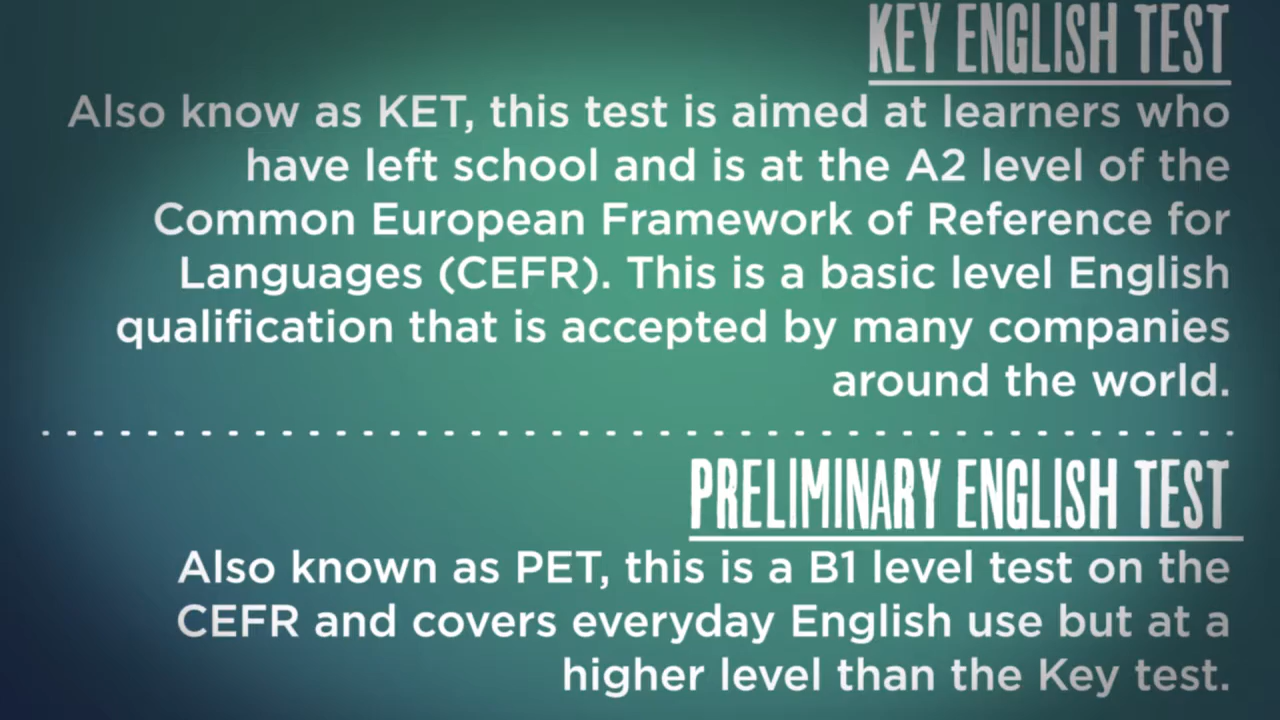 KEY ENGLISH TEST
Also know as KET, this test is aimed at learners who
have left school and is at the A2 level of the
Common European Framework of Reference for
Languages (CEFR). This is a basic level English
qualification that is accepted by many companies
around the world.
PRELIMINARY ENGLISH TEST
Also known as PET, this is a B1 level test on the
CEFR and covers everyday English use but at a
higher level than the Key test.